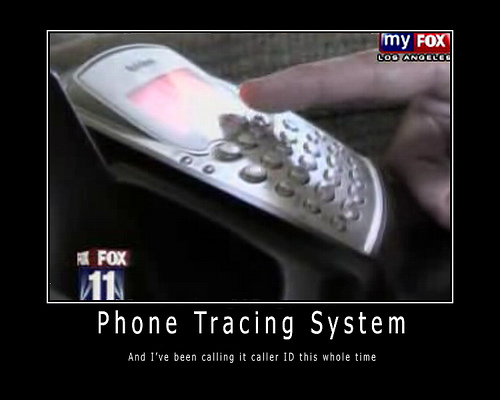 my FOX
LOS ANGELES
FOX FOX
11
Phone Tracing System
And I've been calling it caller ID this whole time